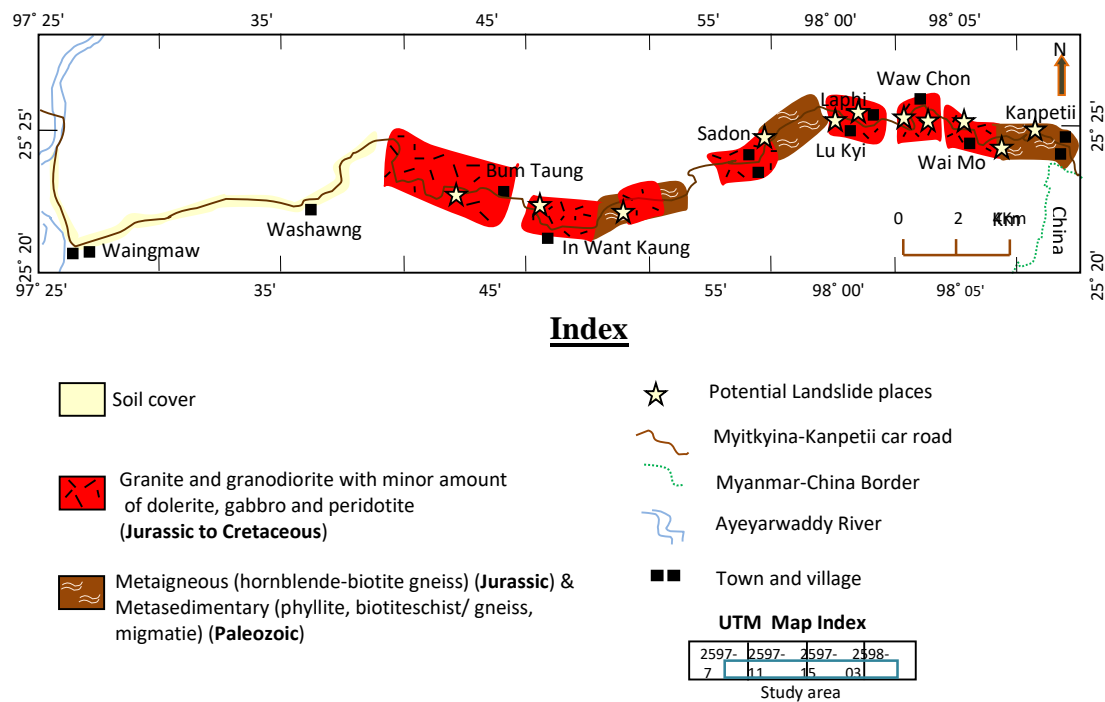 97˚ 25' 35' 45' 55' 98˚ 00' 98˚ 05'
N
Waw Chon
Laphi
Kanpetii
25˚ 25'
25˚ 25'
Sadon
Lu Kyi
Wai Mo
Bum Taung
Washawng
In Want Kaung
Waingmaw
0 2 4Km
China
25˚ 20'
25˚ 20'
97˚ 25' 35' 45' 55' 98˚ 00' 98˚ 05'
Index
Soil cover
Granite and granodiorite with minor amount
of dolerite, gabbro and peridotite
(Jurassic to Cretaceous)
Metaigneous (hornblende-biotite gneiss) (Jurassic) &
Metasedimentary (phyllite, biotiteschist/ gneiss,
migmatie) (Paleozoic)
Potential Landslide places
Myitkyina-Kanpetii car road
Myanmar-China Border
Ayeyarwaddy River
Town and village
UTM Map Index
2597- 2597- 2597- 2598-
7 11 15 03
Study area